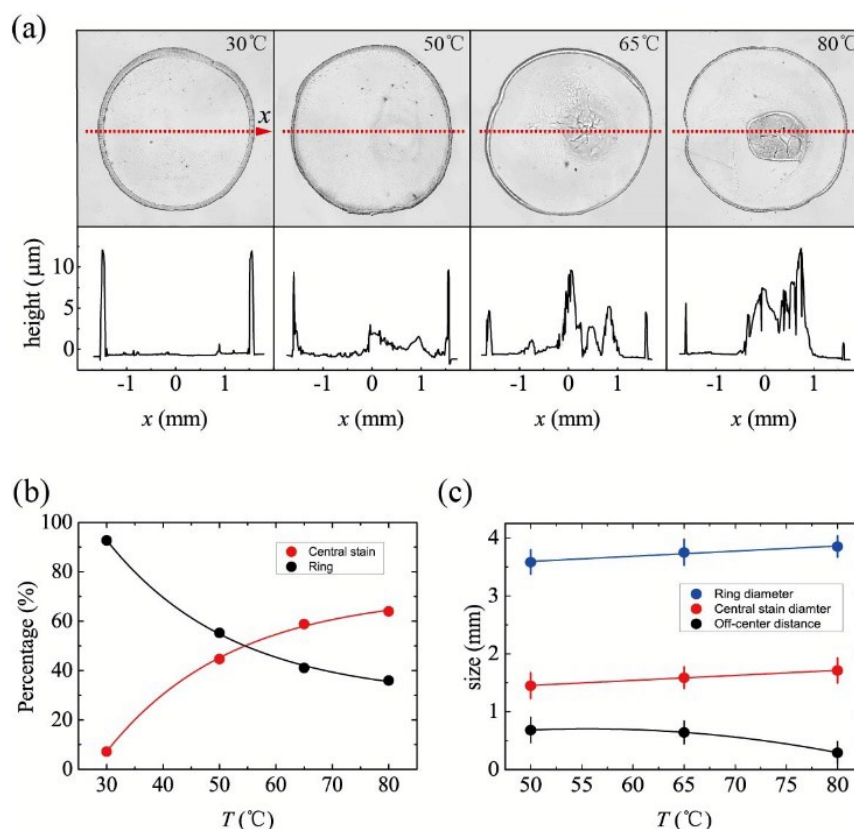 (a)
30℃ 50℃ 65℃ 80℃
x
height (μm)
10
5
0
-1 0 1 -1 0 1 -1 0 1 -1 0 1
x (mm) x (mm) x (mm) x (mm)
(b)
Percentage (%)
100
80
60
40
20
0
Central stain
Ring
30 40 50 60 70 80
T (℃)
(c)
size (mm)
4
2
0
Ring diameter
Central stain diamter
Off-center distance
50 55 60 65 70 75 80
T (℃)